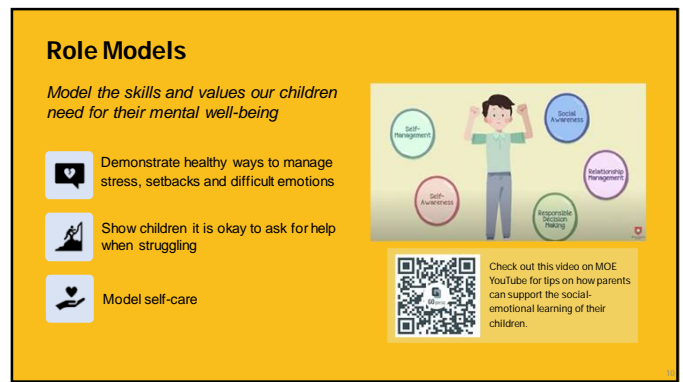 Role Models
Model the skills and values our children
need for their mental well-being
Demonstrate healthy ways to manage
stress, setbacks and difficult emotions
Show children it is okay to ask for help
when struggling
Model self-care
Self-
Management
Social
Awareness
Relationship
Management
Self-
Awareness
Responsible
Decision
Making
Check out this video on MOE
YouTube for tips on how parents
can support the social-
emotional learning of their
children.
10